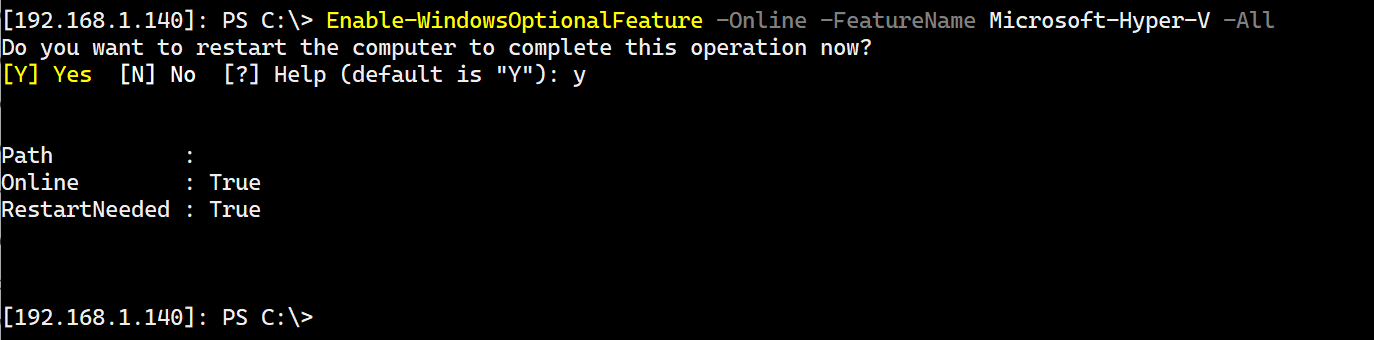 [192.168.1.140]: PS C:\> Enable-WindowsOptionalFeature -Online -FeatureName Microsoft-Hyper-V -All
Do you want to restart the computer to complete this operation now?
[Y] Yes  [N] No  [?] Help (default is "Y"): y
Path          :
Online        : True
RestartNeeded : True
[192.168.1.140]: PS C:\>